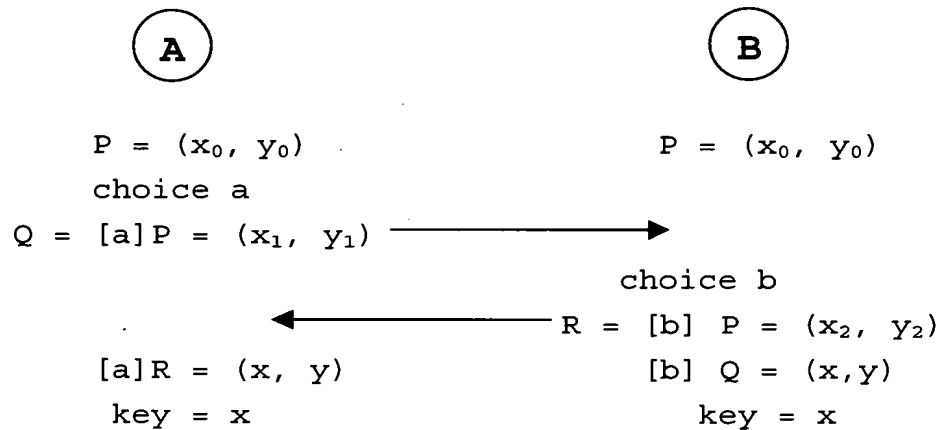 A B
P = (x₀, y₀) P = (x₀, y₀)
choice a
Q = [a]P = (x₁, y₁)
choice b
R = [b] P = (x₂, y₂)
[a]R = (x, y) [b] Q = (x,y)
key = x key = x